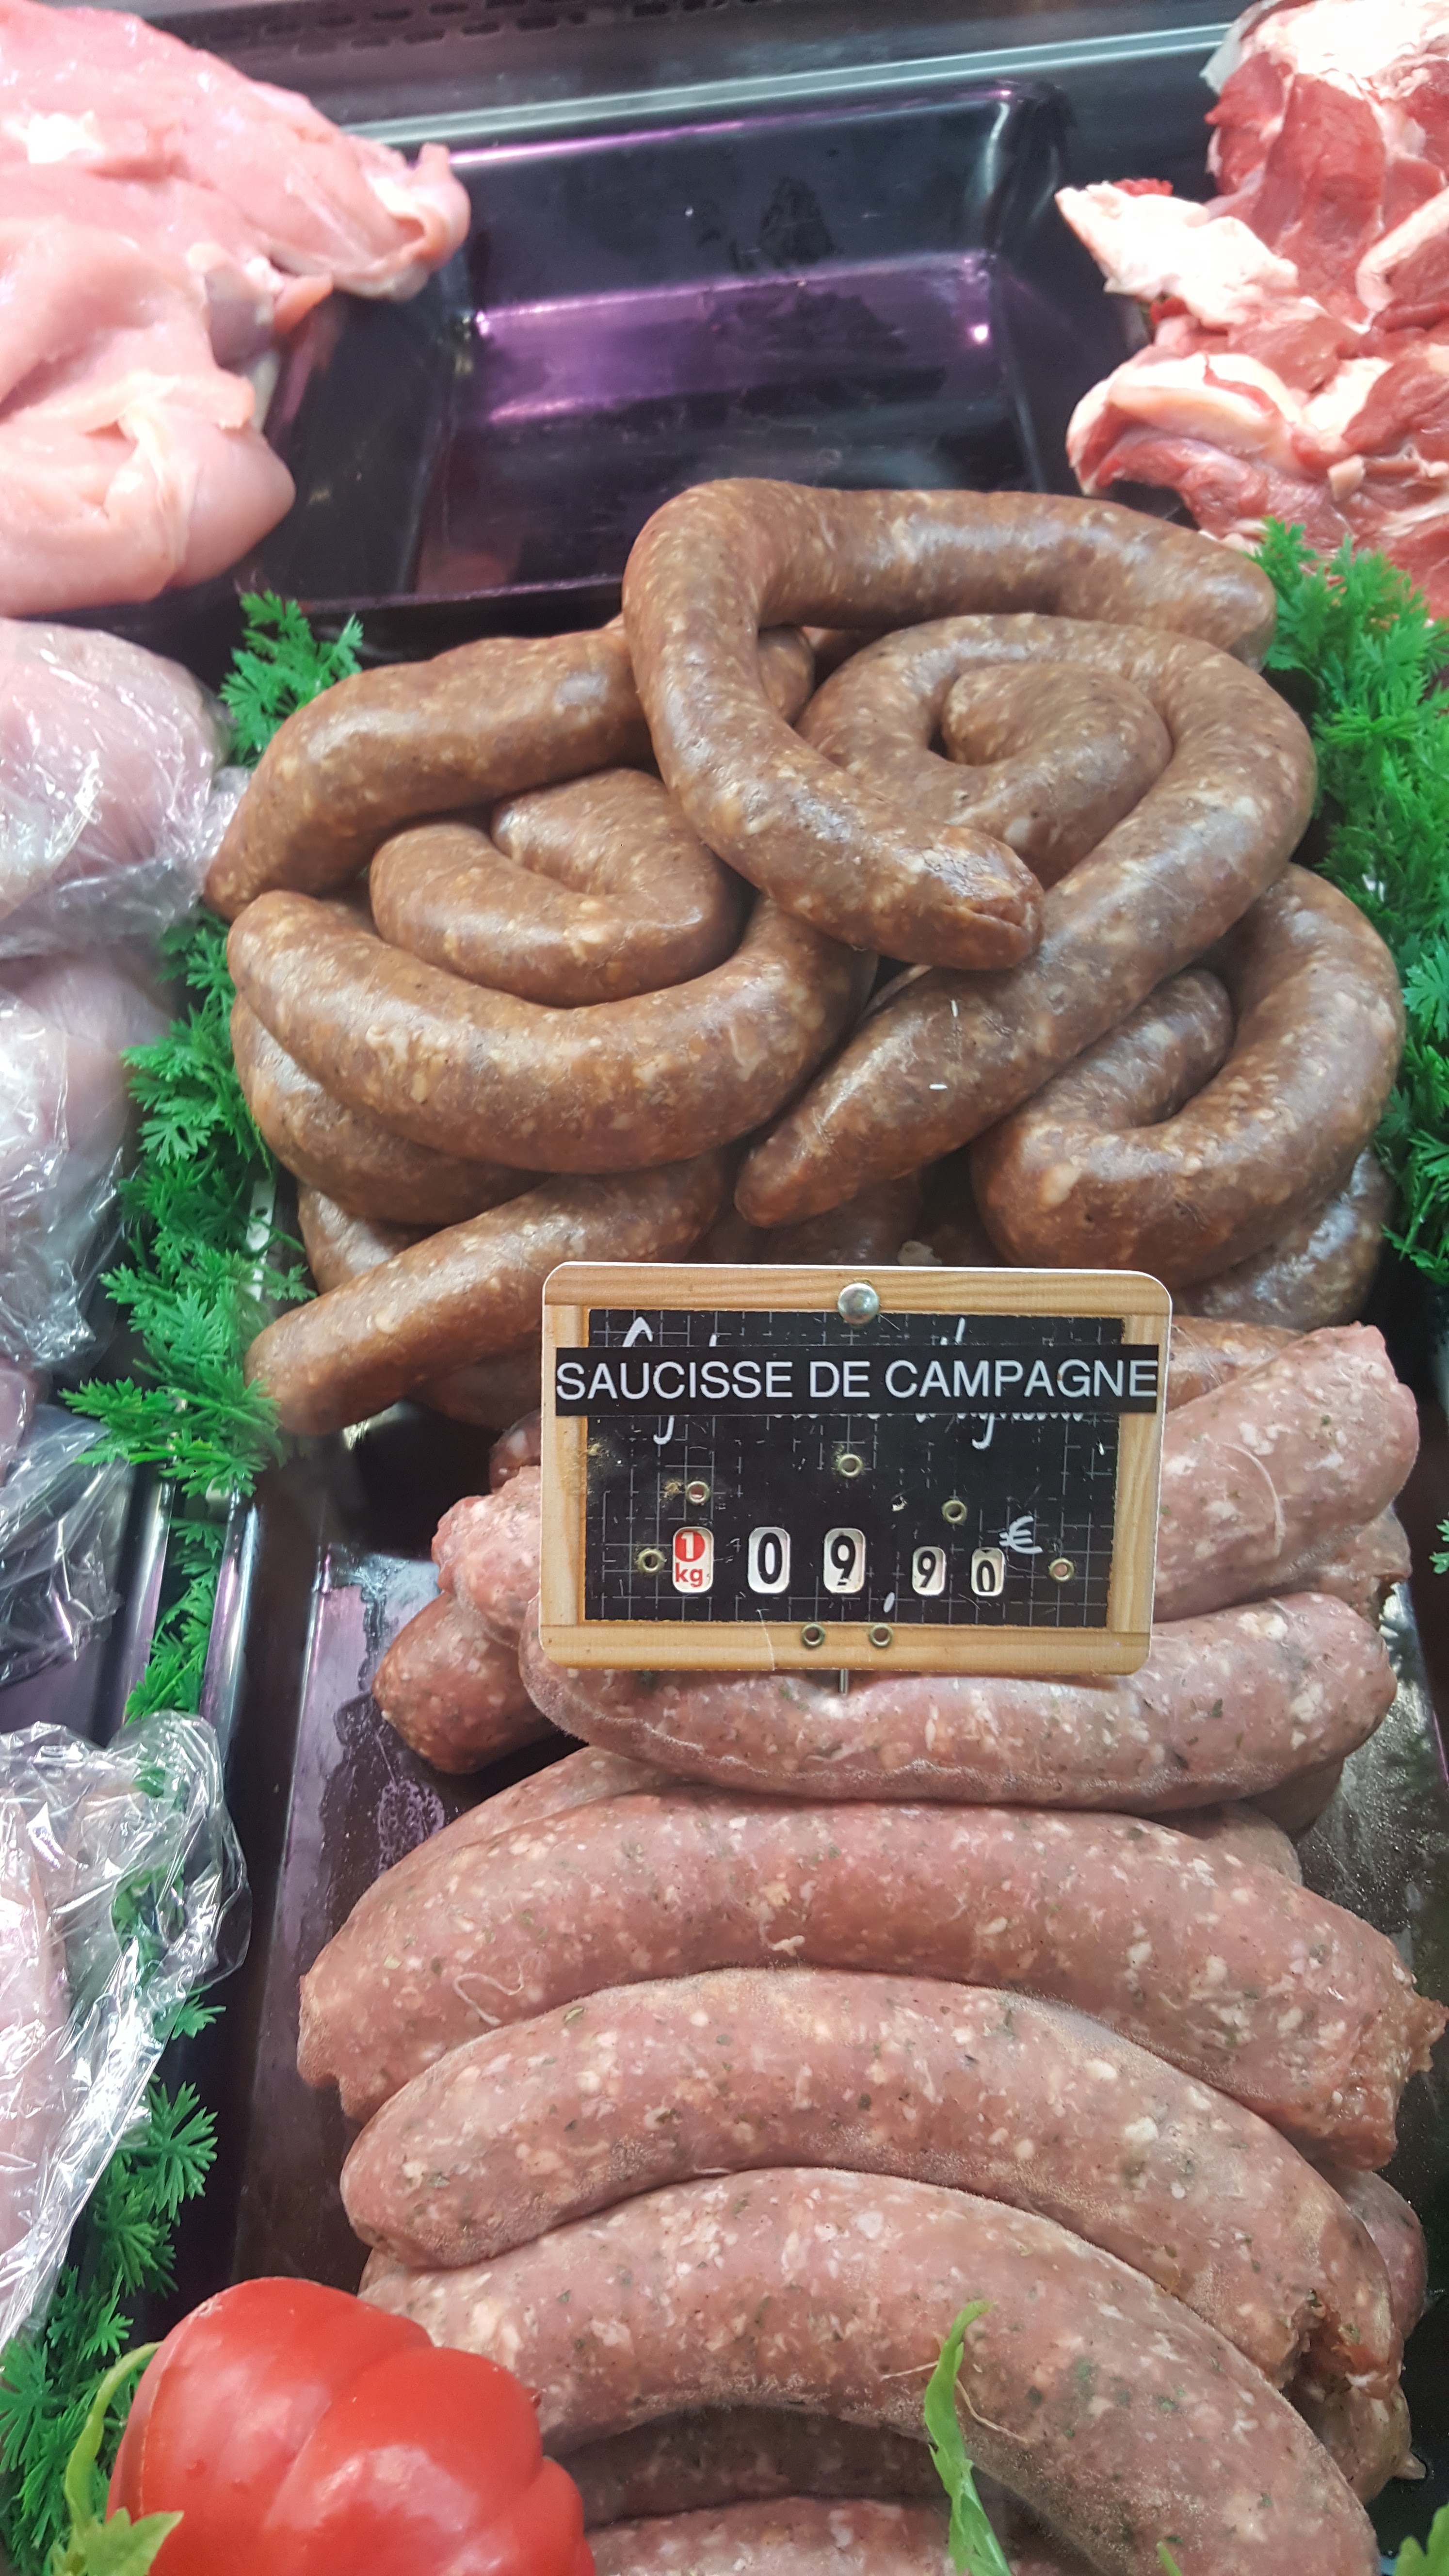 SAUCISSE DE CAMPAGNE
€
1 kg 09,90